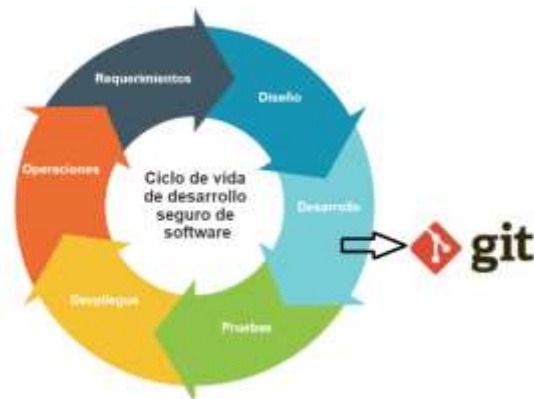 Requerimientos
Diseño
Operaciones
Ciclo de vida
de desarrollo
seguro de
software
Desarrollo
git
Despliegue
Pruebas